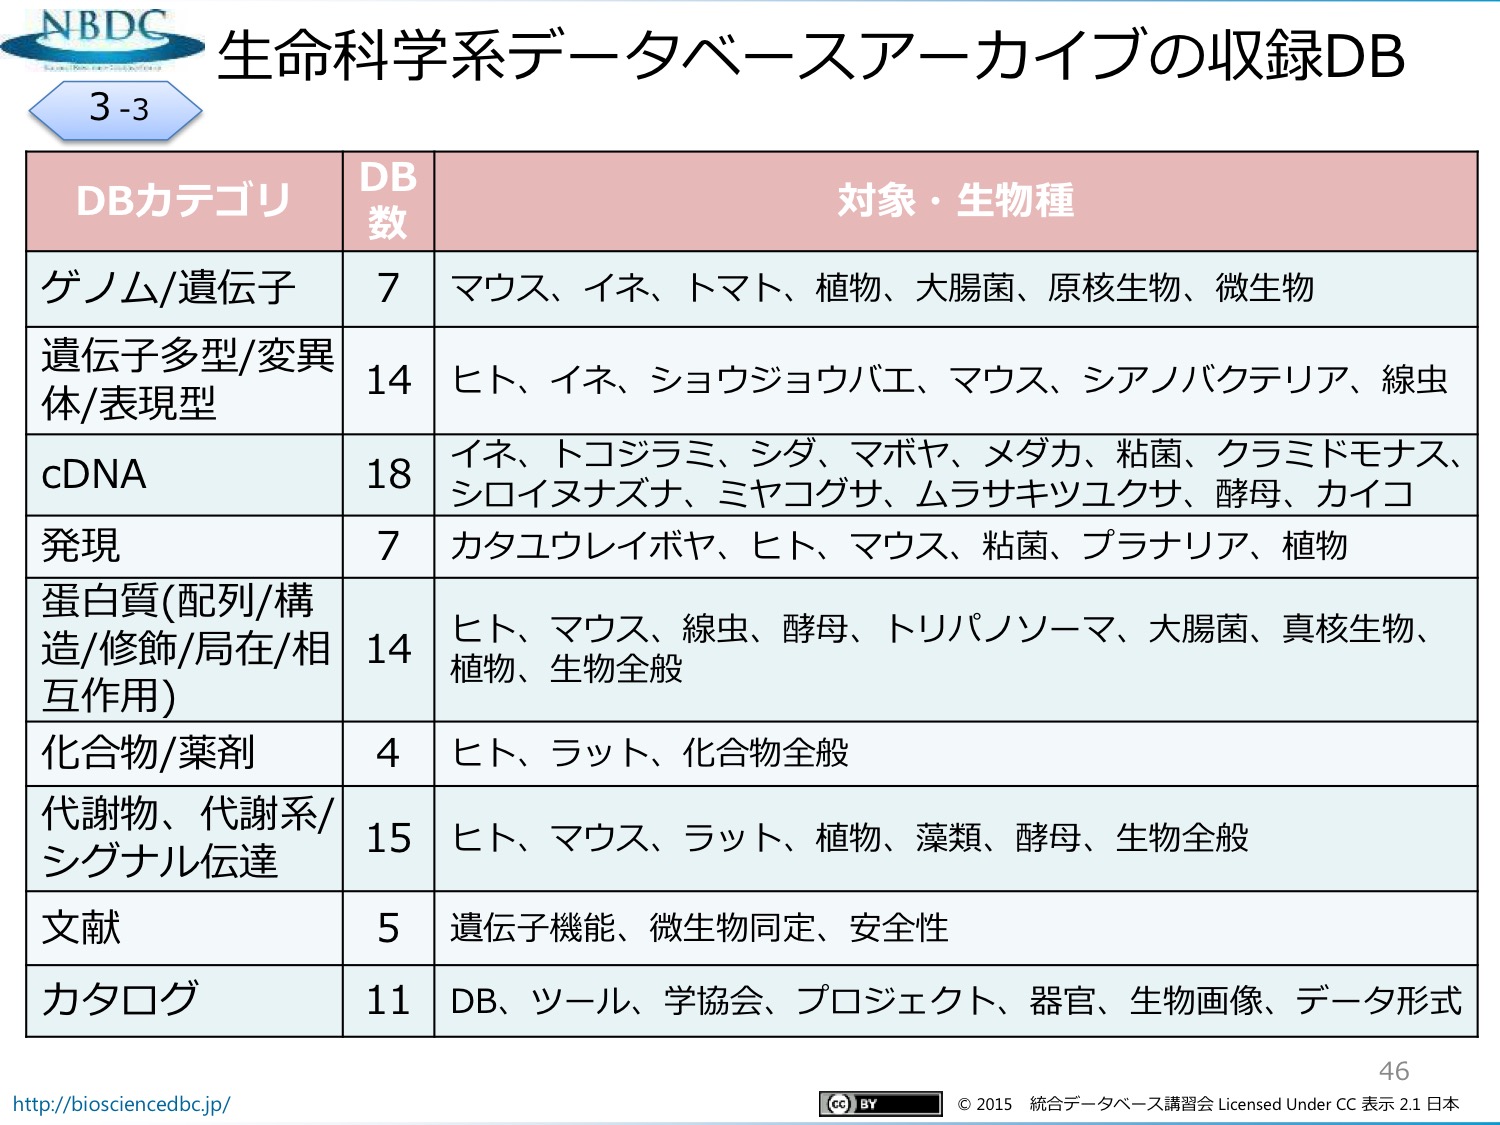 NBDC
生命科学系データベースアーカイブの収録DB
3-3
DBカテゴリ
DB
数
対象・生物種
ゲノム/遺伝子
7
マウス、イネ、トマト、植物、大腸菌、原核生物、微生物
遺伝子多型/変異
体/表現型
14
ヒト、イネ、ショウジョウバエ、マウス、シアノバクテリア、線虫
cDNA
18
イネ、トコジラミ、シダ、マボヤ、メダカ、粘菌、クラミドモナス、
シロイヌナズナ、ミヤコグサ、ムラサキツユクサ、酵母、カイコ
発現
7
カタユウレイボヤ、ヒト、マウス、粘菌、プラナリア、植物
蛋白質(配列/構
造/修飾/局在/相
互作用)
14
ヒト、マウス、線虫、酵母、トリパノソーマ、大腸菌、真核生物、
植物、生物全般
化合物/薬剤
4
ヒト、ラット、化合物全般
代謝物、代謝系/
シグナル伝達
15
ヒト、マウス、ラット、植物、藻類、酵母、生物全般
文献
5
遺伝子機能、微生物同定、安全性
カタログ
11
DB、ツール、学協会、プロジェクト、器官、生物画像、データ形式
46
http://biosciencedbc.jp/
cc BY
© 2015 統合データベース講習会 Licensed Under CC 表示 2.1 日本